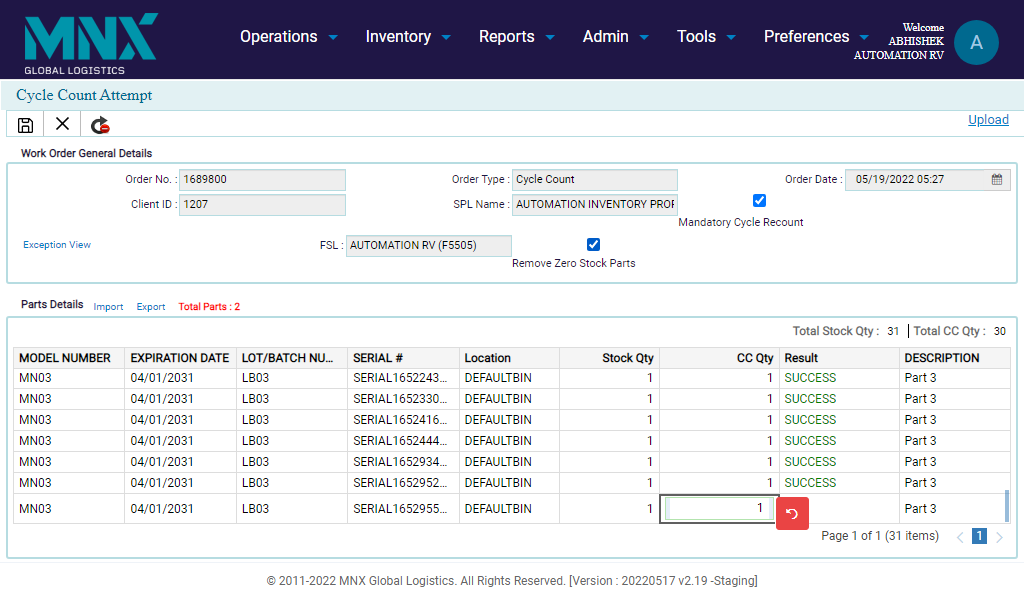 MNX
GLOBAL LOGISTICS
Operations Inventory Reports Admin Tools Preferences
Welcome
ABHISHEK
AUTOMATION RV
A
Cycle Count Attempt
Upload
Work Order General Details
Order No. : 1689800 Order Type : Cycle Count Order Date : 05/19/2022 05:27
Client ID : 1207 SPL Name : AUTOMATION INVENTORY PROF
Mandatory Cycle Recount
Exception View FSL : AUTOMATION RV (F5505)
Remove Zero Stock Parts
Parts Details Import Export Total Parts : 2
Total Stock Qty : 31 Total CC Qty : 30
MODEL NUMBER EXPIRATION DATE LOT/BATCH NU... SERIAL # Location Stock Qty CC Qty Result DESCRIPTION
MN03 04/01/2031 LB03 SERIAL1652243... DEFAULTBIN 1 1 SUCCESS Part 3
MN03 04/01/2031 LB03 SERIAL1652330... DEFAULTBIN 1 1 SUCCESS Part 3
MN03 04/01/2031 LB03 SERIAL1652416... DEFAULTBIN 1 1 SUCCESS Part 3
MN03 04/01/2031 LB03 SERIAL1652444... DEFAULTBIN 1 1 SUCCESS Part 3
MN03 04/01/2031 LB03 SERIAL1652934... DEFAULTBIN 1 1 SUCCESS Part 3
MN03 04/01/2031 LB03 SERIAL1652952... DEFAULTBIN 1 1 SUCCESS Part 3
MN03 04/01/2031 LB03 SERIAL1652955... DEFAULTBIN 1 1 Part 3
Page 1 of 1 (31 items) 1
© 2011-2022 MNX Global Logistics. All Rights Reserved. [Version : 20220517 v2.19 -Staging]